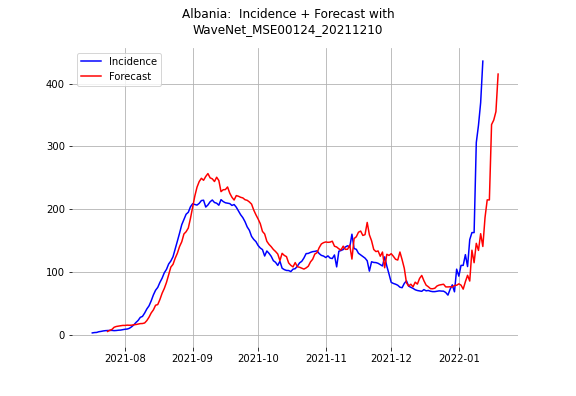 Albania:  Incidence + Forecast with
WaveNet_MSE00124_20211210
Incidence
Forecast
400
300
200
100
0
2021-08 2021-09 2021-10 2021-11 2021-12 2022-01